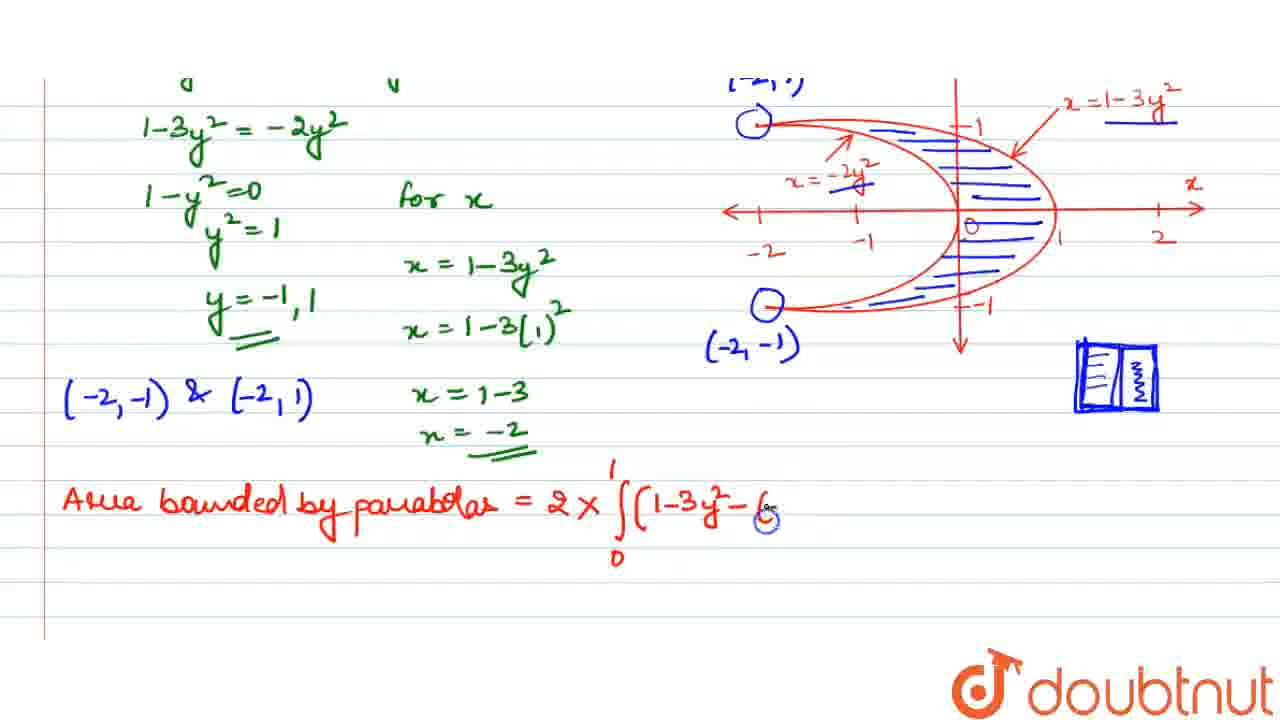 1-3y² = -2y²
1-y²=0
y² = 1
y = -1, 1
(-2,-1) & (-2, 1)
for x
x = 1-3y²
x = 1-3(1)²
x = 1-3
x = -2
(-2, 1)
x = 1-3y²
x = -2y²
1
x
0
-2
-1
1
2
-1
(-2, -1)
Area bounded by parabolas = 2 × ∫₀¹ (1-3y² - (
doubtnut